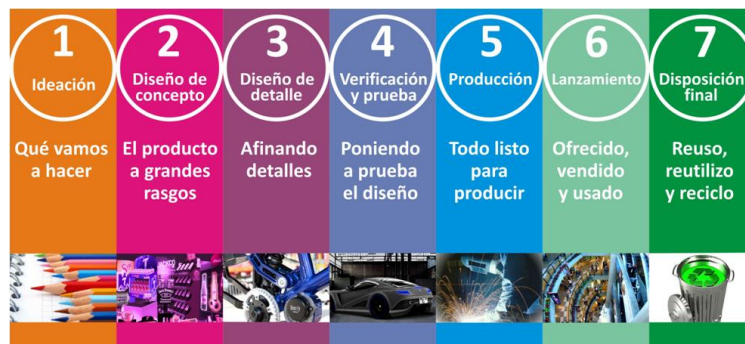 1
Ideación
Qué vamos
a hacer
2
Diseño de
concepto
El producto
a grandes
rasgos
3
Diseño de
detalle
Afinando
detalles
4
Verificación
y prueba
Poniendo
a prueba
el diseño
5
Producción
Todo listo
para
producir
6
Lanzamiento
Ofrecido,
vendido
y usado
7
Disposición
final
Reuso,
reutilizo
y reciclo